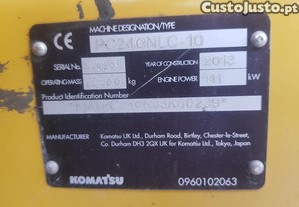 CustoJusto.pt
CE
MACHINE DESIGNATION/TYPE
PC240NLC-10
SERIAL No.
YEAR OF CONSTRUCTION
2013
OPERATING MASS
kg
ENGINE POWER
141
kW
Product Identification Number
MANUFACTURER
Komatsu UK Ltd., Durham Road, Birtley, Chester-le-Street,
Co. Durham DH3 2QX UK for Komatsu Ltd., Tokyo, Japan
KOMATSU
0960102063